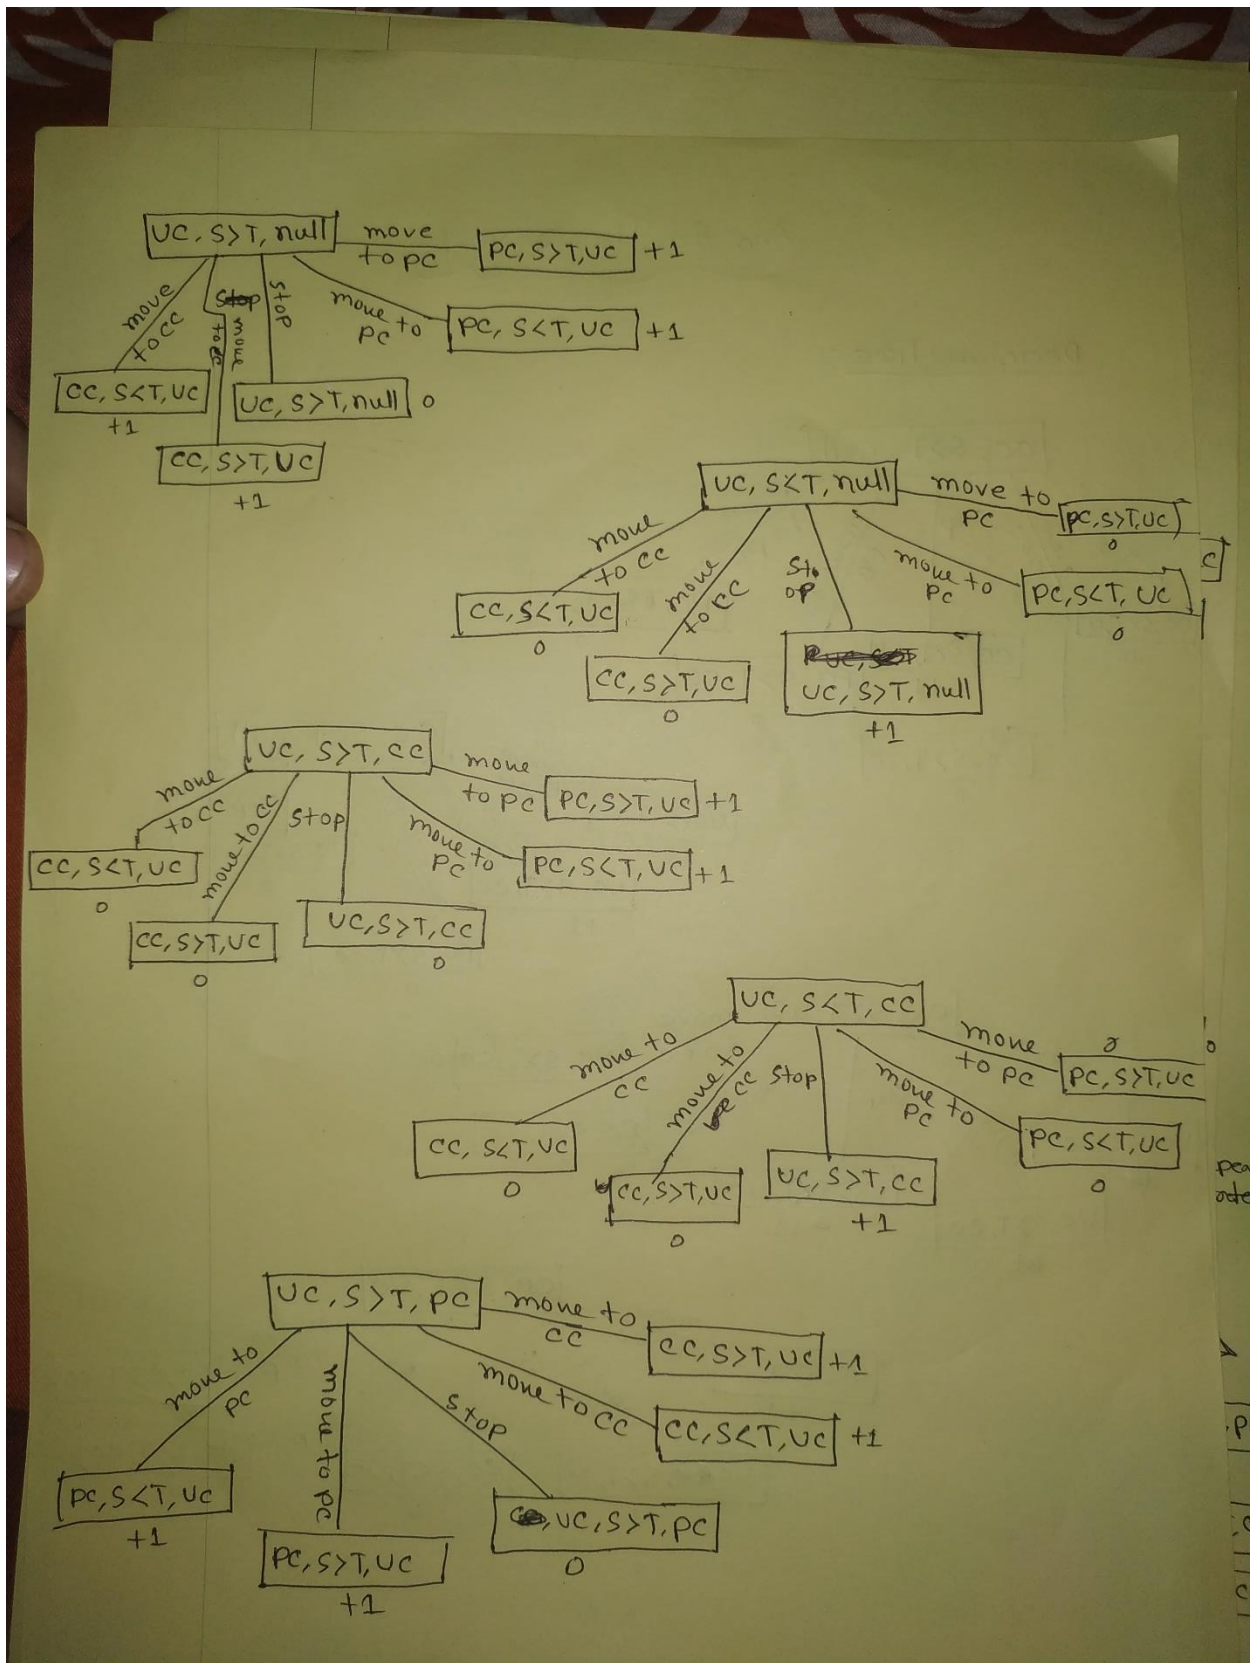 UC, S>T, null
move
to PC
PC, S>T, UC
+1
move
to CC
stop
move
to CC
stop
move to
PC
PC, S<T, UC
+1
CC, S<T, UC
+1
UC, S>T, null
0
CC, S>T, UC
+1
UC, S<T, null
move to
PC
PC, S>T, UC
0
C
move
to CC
move
to CC
sto
op
move to
PC
PC, S<T, UC
0
CC, S<T, UC
0
CC, S>T, UC
0
UC, S>T, null
+1
UC, S>T, CC
move
to CC
move to CC
stop
move to
PC
move
to PC
PC, S>T, UC
+1
PC, S<T, UC
+1
CC, S<T, UC
0
CC, S>T, UC
0
UC, S>T, CC
0
UC, S<T, CC
move to
CC
move to
CC
stop
move to
PC
move
to PC
0
PC, S>T, UC
0
CC, S<T, UC
0
CC, S>T, UC
0
UC, S>T, CC
+1
PC, S<T, UC
0
UC, S>T, PC
move to
CC
CC, S>T, UC
+1
move to
PC
move to PC
stop
move to CC
CC, S<T, UC
+1
PC, S<T, UC
+1
PC, S>T, UC
+1
, UC, S>T, PC
0